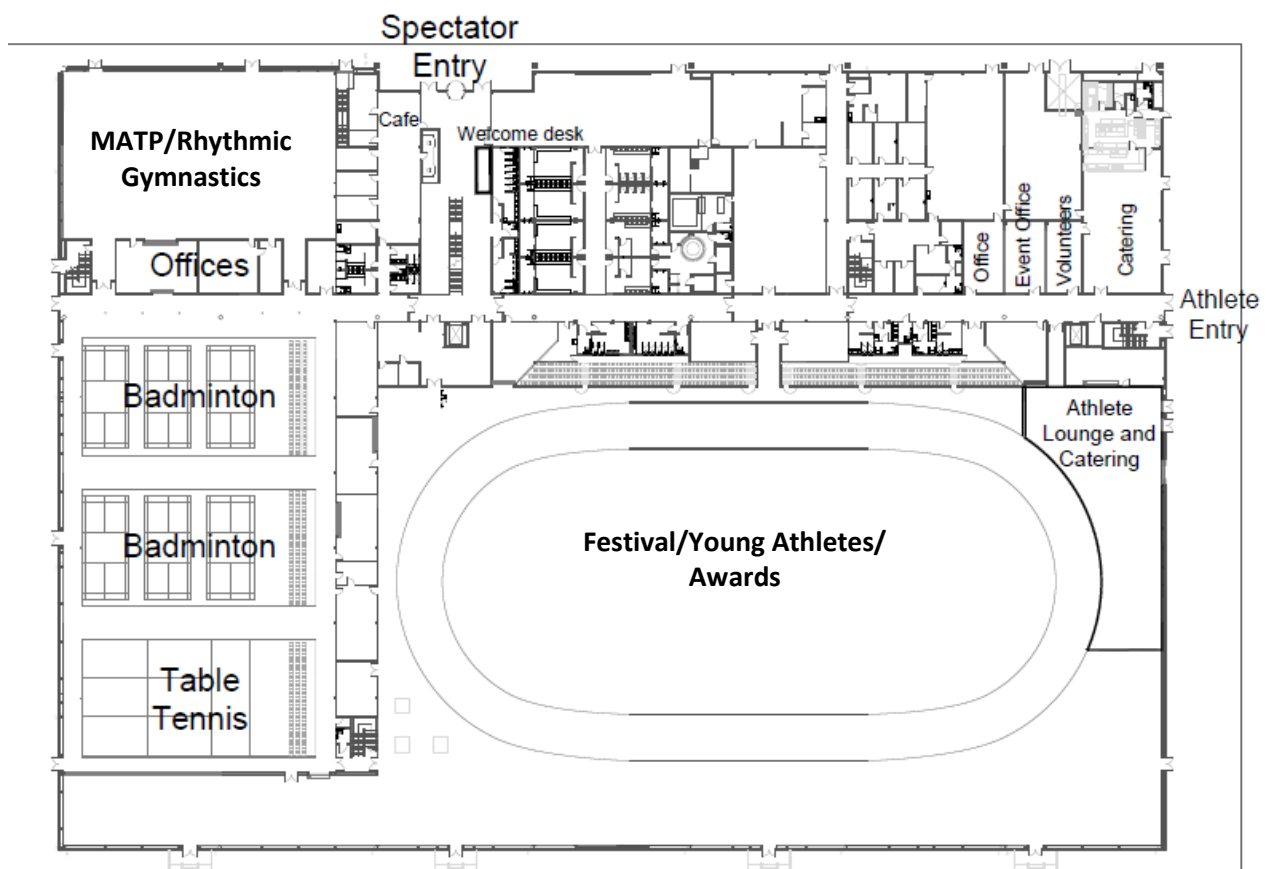 Spectator
Entry
MATP/Rhythmic
Gymnastics
Cafe
Welcome desk
Offices
Office
Event Office
Volunteers
Catering
Athlete
Entry
Badminton
Athlete
Lounge and
Catering
Badminton
Festival/Young Athletes/
Awards
Table
Tennis